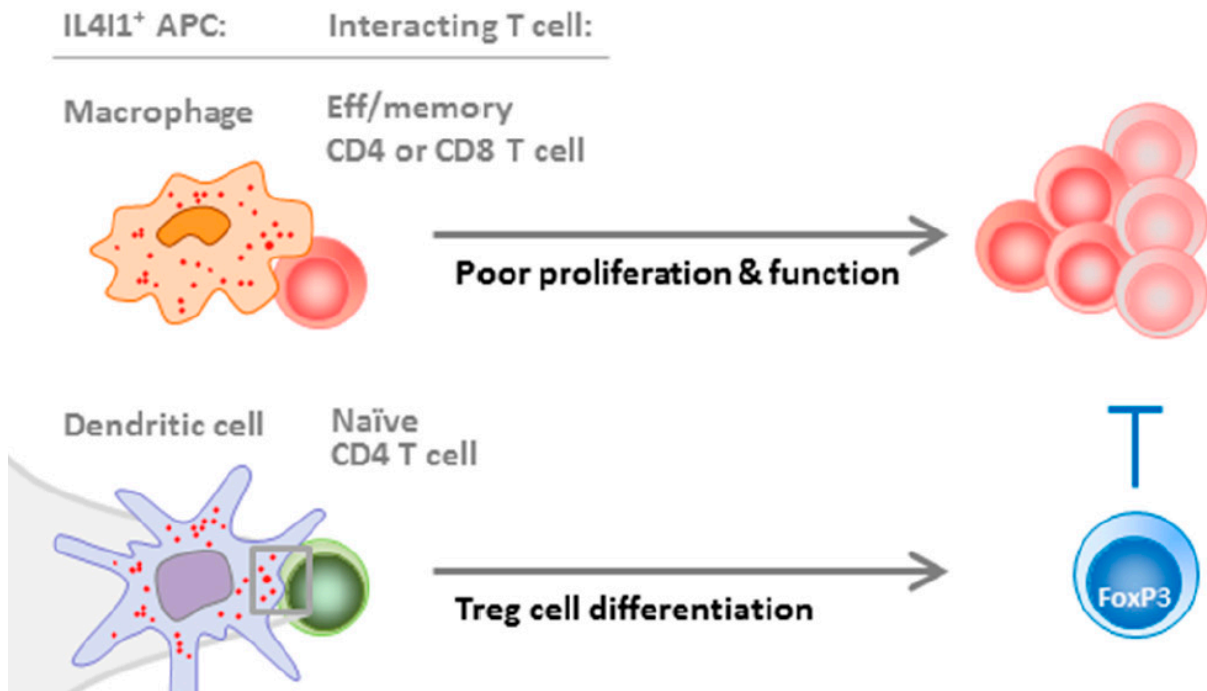 IL4I1⁺ APC: Interacting T cell:
Macrophage Eff/memory
CD4 or CD8 T cell
Poor proliferation & function
Dendritic cell Naïve
CD4 T cell
Treg cell differentiation
FoxP3